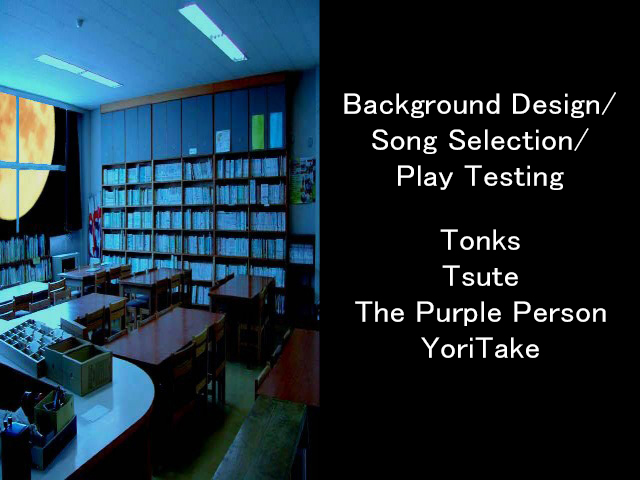 Background Design/
Song Selection/
Play Testing
Tonks
Tsute
The Purple Person
YoriTake